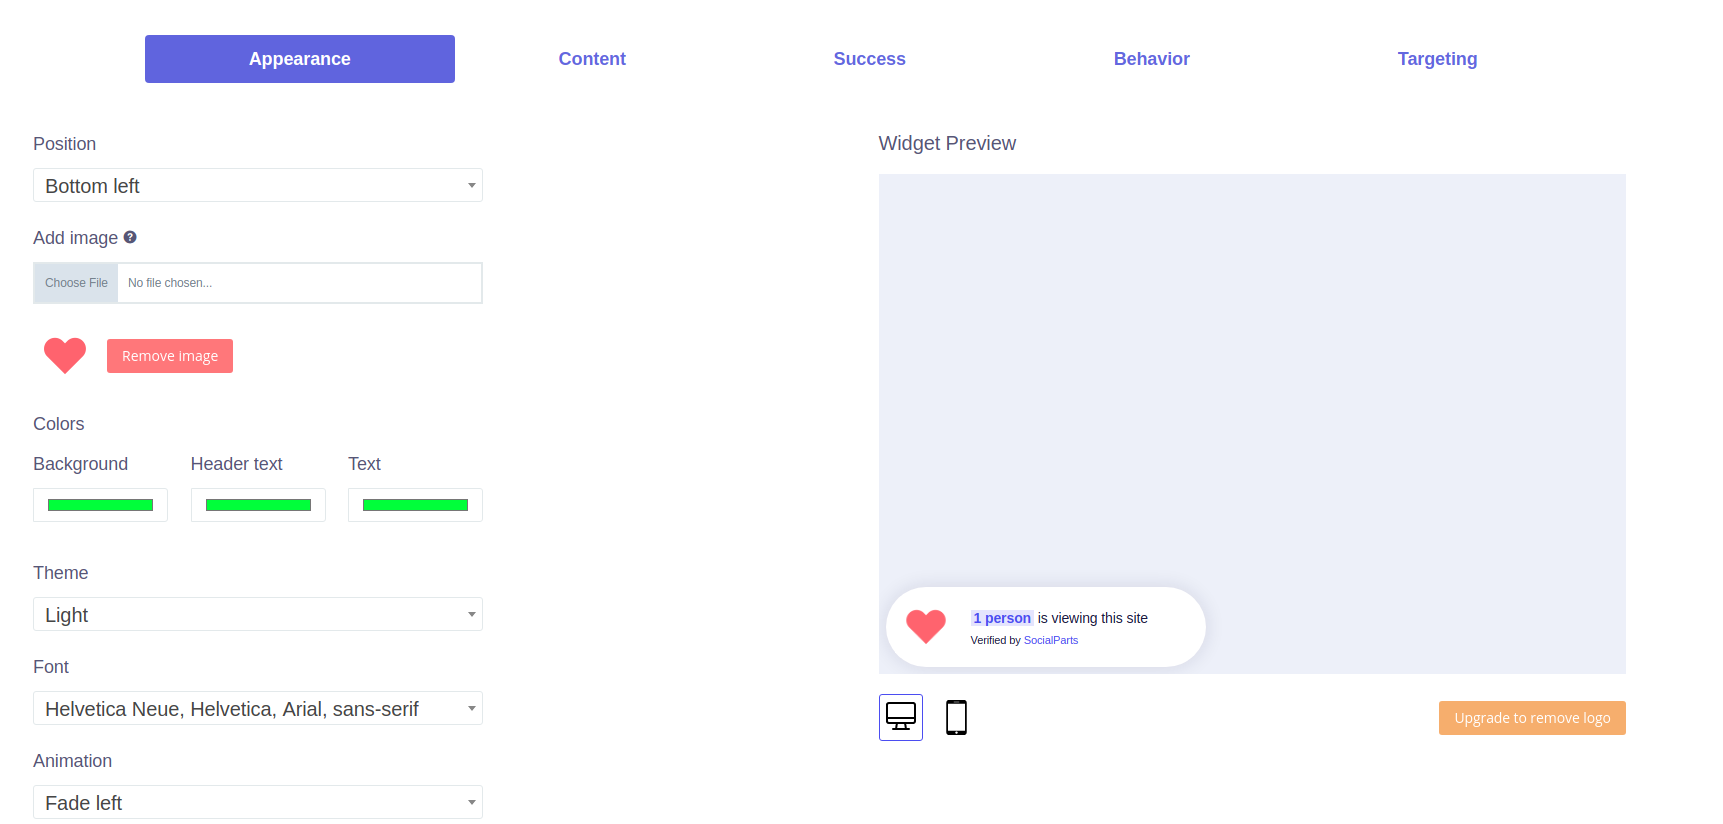 Appearance
Content
Success
Behavior
Targeting
Position
Bottom left
Add image ?
Choose File
No file chosen...
Remove image
Colors
Background
Header text
Text
Theme
Light
Font
Helvetica Neue, Helvetica, Arial, sans-serif
Animation
Fade left
Widget Preview
1 person is viewing this site
Verified by SocialParts
Upgrade to remove logo